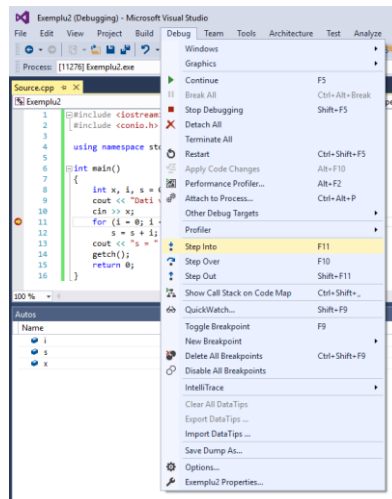 Exemplu2 (Debugging) - Microsoft Visual Studio
File Edit View Project Build Debug Team Tools Architecture Test Analyze
Process: [11276] Exemplu2.exe
Source.cpp
Exemplu2
1 #include <iostream>
2 #include <conio.h>
3
4 using namespace st
5
6 int main()
7 {
8 int x, i, s = 0
9 cout << "Dati v
10 cin >> x;
11 for (i = 0; i
12 s = s + i;
13 cout << "s = "
14 getch();
15 return 0;
16 }
100 %
Autos
Name
i
s
x
Windows
Graphics
Continue F5
Break All Ctrl+Alt+Break
Stop Debugging Shift+F5
Detach All
Terminate All
Restart Ctrl+Shift+F5
Apply Code Changes Alt+F10
Performance Profiler... Alt+F2
Attach to Process... Ctrl+Alt+P
Other Debug Targets
Profiler
Step Into F11
Step Over F10
Step Out Shift+F11
Show Call Stack on Code Map Ctrl+Shift+,
QuickWatch... Shift+F9
Toggle Breakpoint F9
New Breakpoint
Delete All Breakpoints Ctrl+Shift+F9
Disable All Breakpoints
IntelliTrace
Clear All DataTips
Export DataTips ...
Import DataTips ...
Save Dump As...
Options...
Exemplu2 Properties...